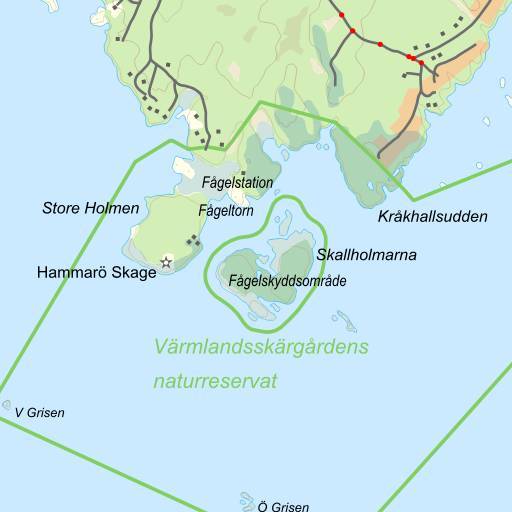 Fågelstation
Store Holmen
Fågeltorn
Kråkhallsudden
Skallholmarna
Hammarö Skage
Fågelskyddsområde
Värmlandsskärgårdens
naturreservat
V Grisen
Ö Grisen